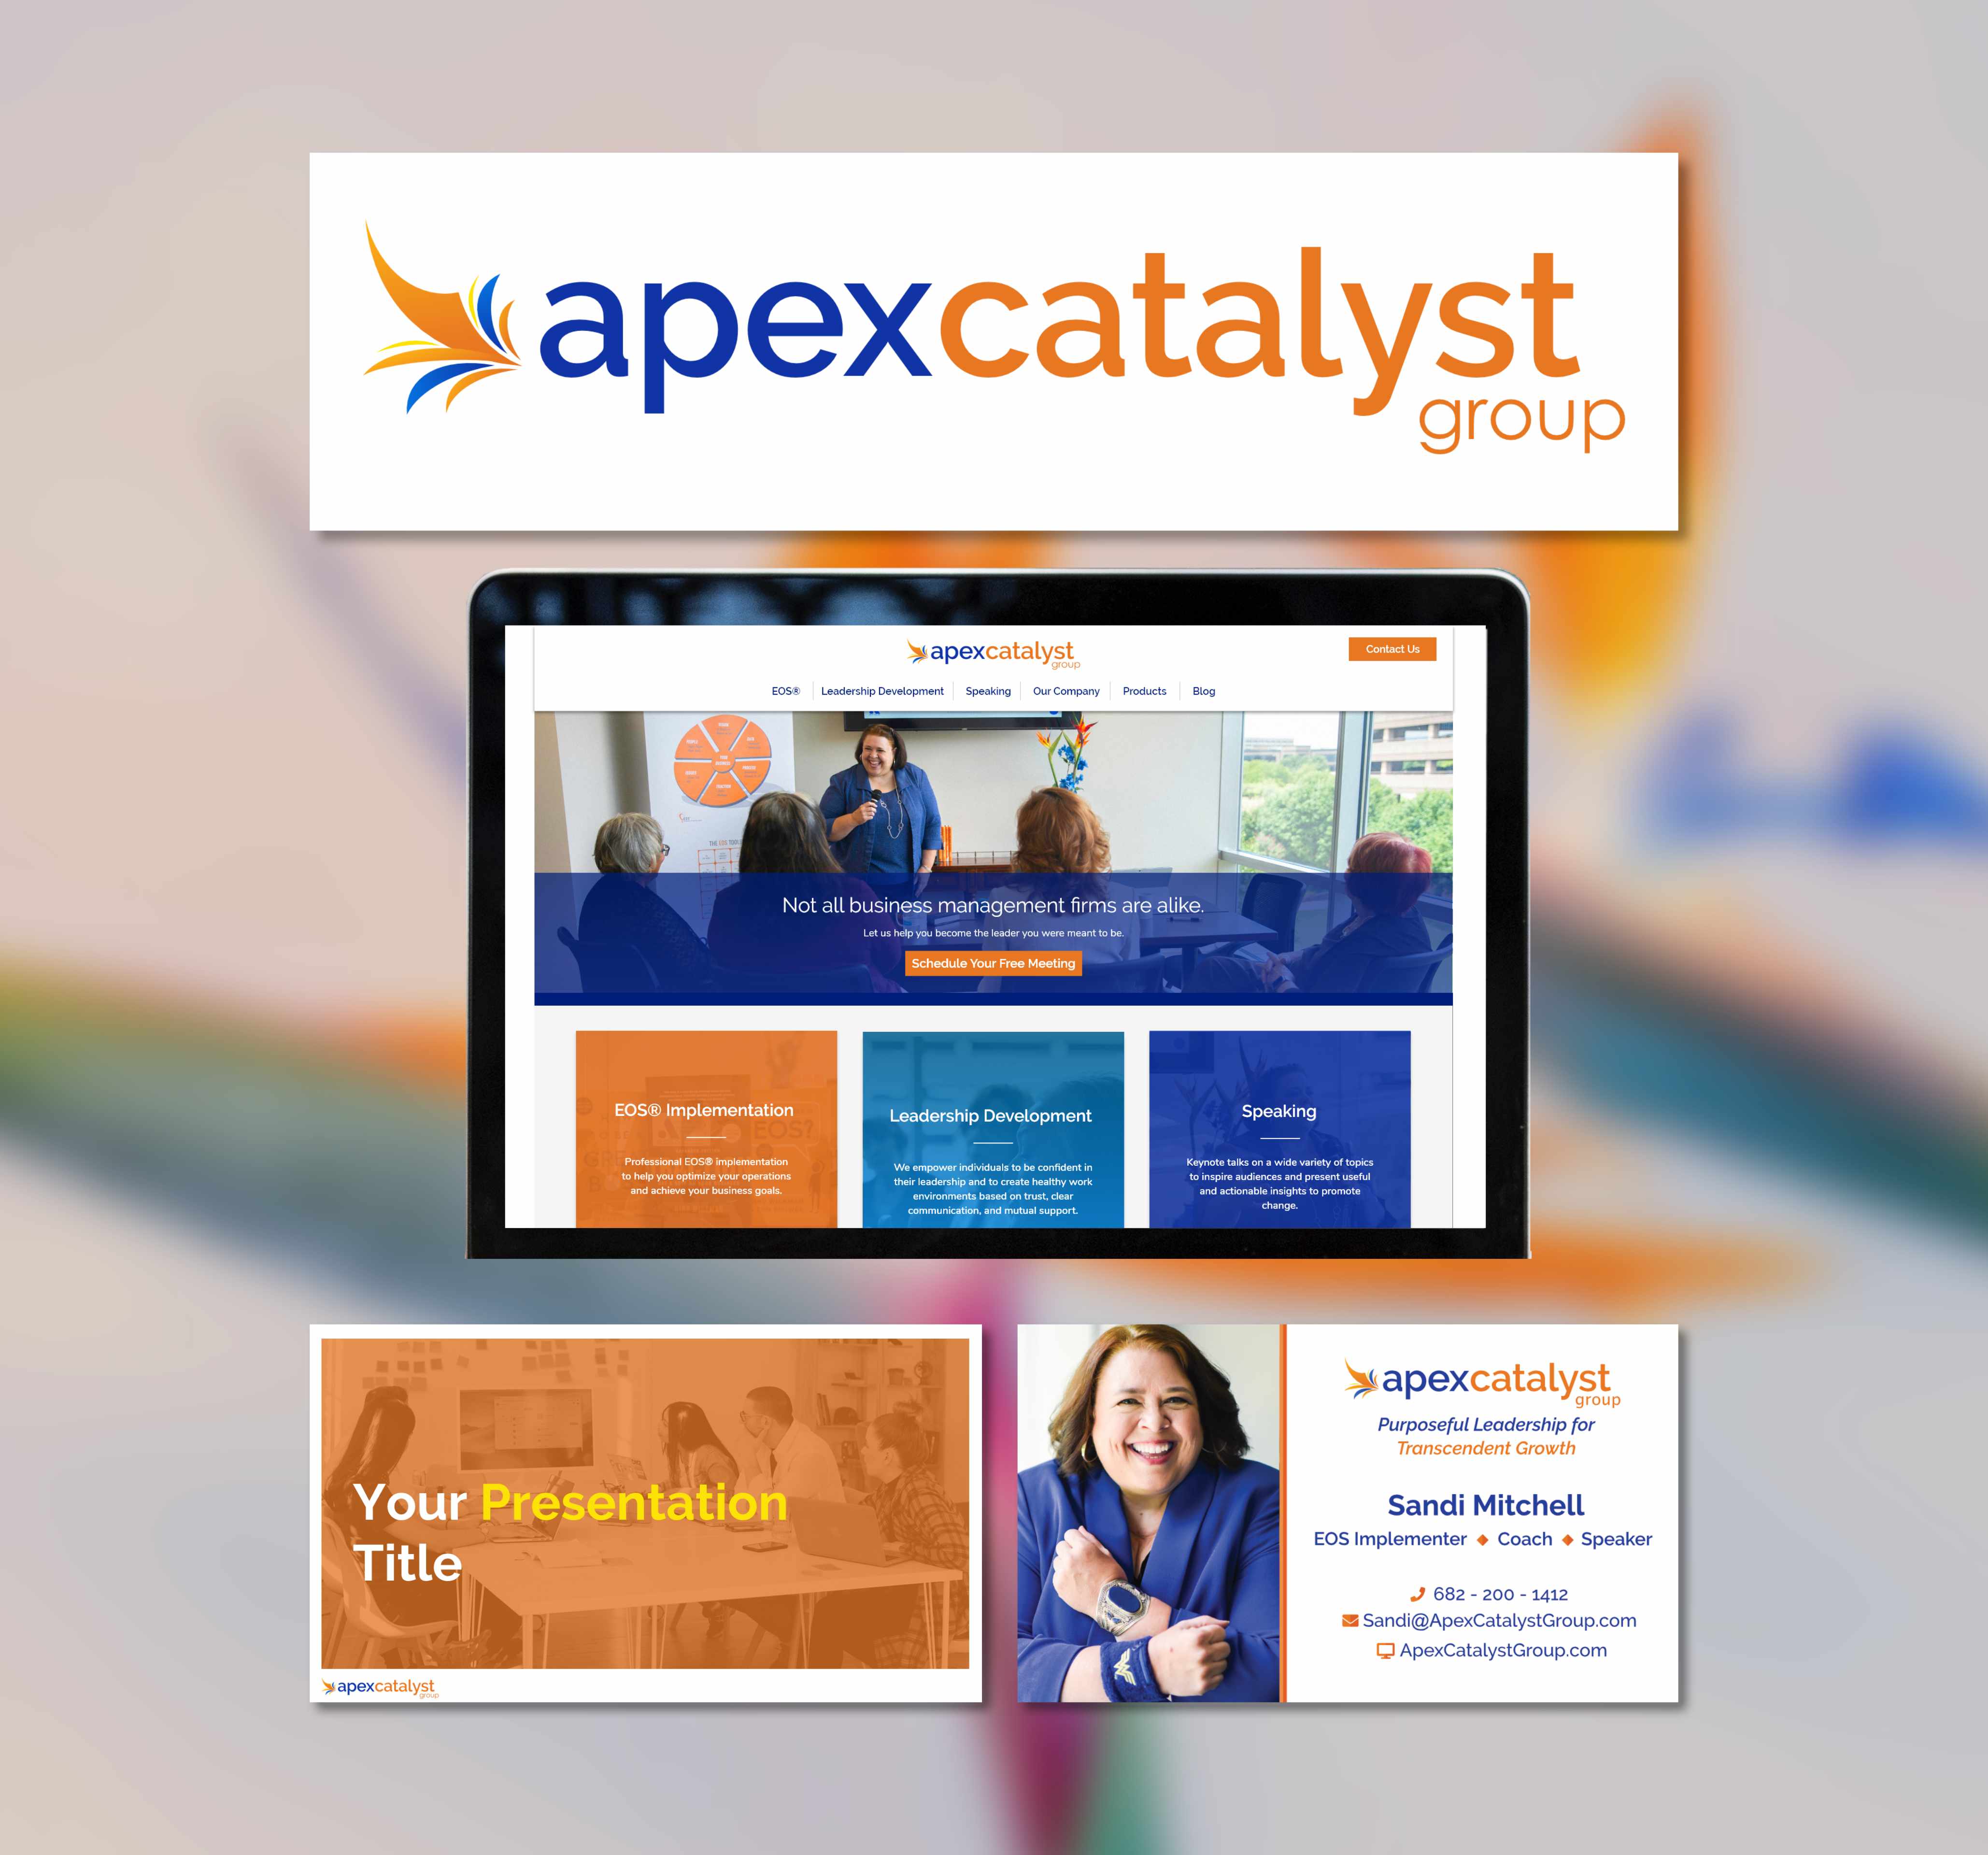 apexcatalyst
group
apexcatalyst
group
Contact Us
EOS®
Leadership Development
Speaking
Our Company
Products
Blog
Not all business management firms are alike.
Let us help you become the leader you were meant to be.
Schedule Your Free Meeting
EOS® Implementation
Professional EOS® implementation
to help you optimize your operations
and achieve your business goals.
Leadership Development
We empower individuals to be confident in
their leadership and to create healthy work
environments based on trust, clear
communication, and mutual support.
Speaking
Keynote talks on a wide variety of topics
to inspire audiences and present useful
and actionable insights to promote
change.
Your Presentation
Title
apexcatalyst
group
apexcatalyst
group
Purposeful Leadership for
Transcendent Growth
Sandi Mitchell
EOS Implementer ◆ Coach ◆ Speaker
682 - 200 - 1412
Sandi@ApexCatalystGroup.com
ApexCatalystGroup.com